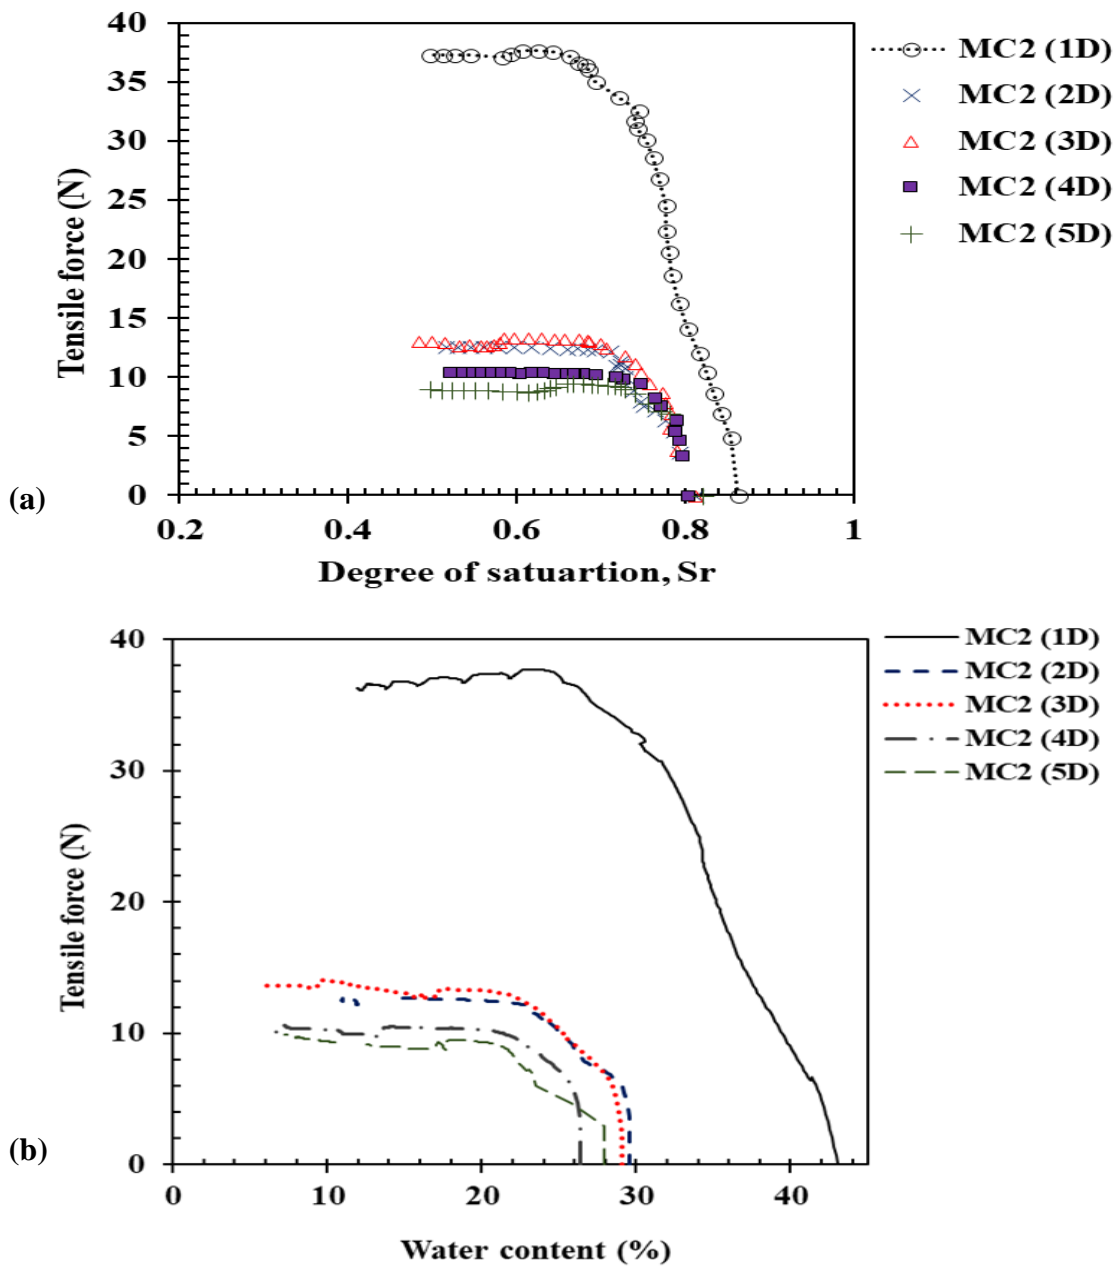 40
35
30
25
20
15
10
5
0
Tensile force (N)
0.2
0.4
0.6
0.8
1
Degree of satuartion, Sr
MC2 (1D)
MC2 (2D)
MC2 (3D)
MC2 (4D)
MC2 (5D)
(a)
40
30
20
10
0
Tensile force (N)
0
10
20
30
40
Water content (%)
MC2 (1D)
MC2 (2D)
MC2 (3D)
MC2 (4D)
MC2 (5D)
(b)